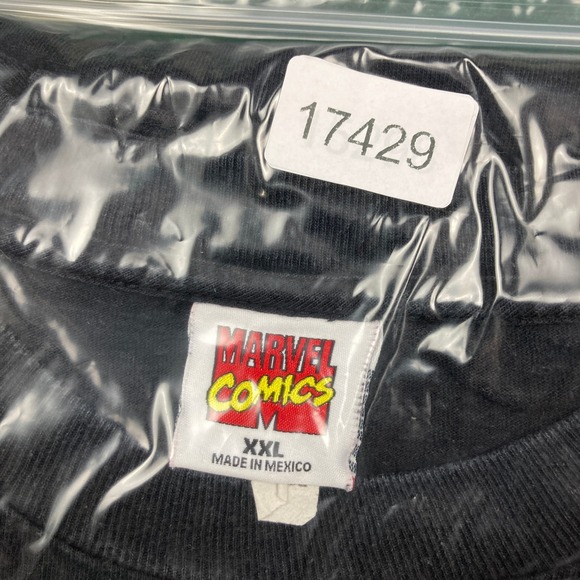 17429
MARVEL
COMICS
XXL
MADE IN MEXICO